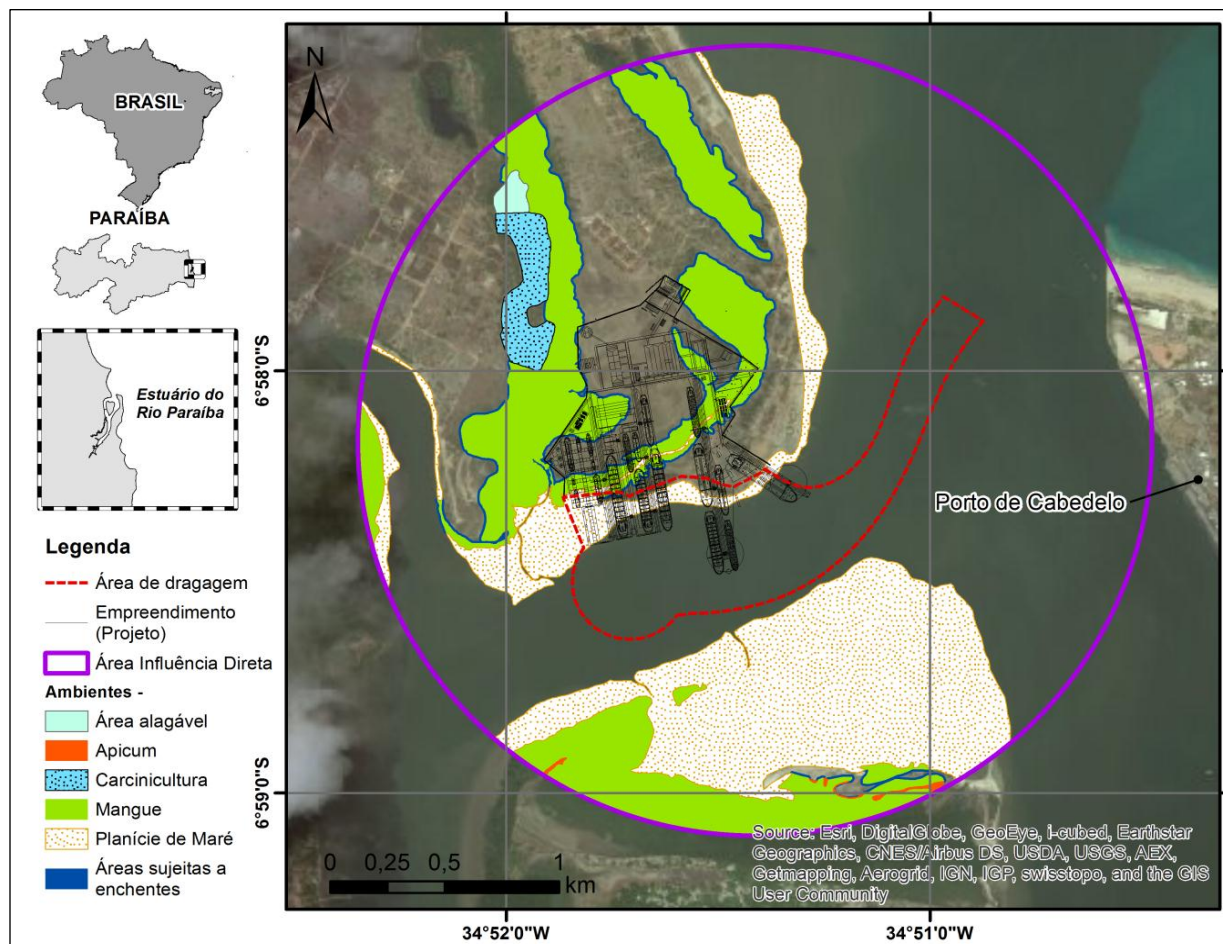 BRASIL
PARAÍBA
Estuário do
Rio Paraíba
Legenda
Área de dragagem
Empreendimento
(Projeto)
Área Influência Direta
Ambientes -
Área alagável
Apicum
Carcinicultura
Mangue
Planície de Maré
Áreas sujeitas a
enchentes
N
6°58'0"S
6°59'0"S
Porto de Cabedelo
Source: Esri, DigitalGlobe, GeoEye, i-cubed, Earthstar
Geographics, CNES/Airbus DS, USDA, USGS, AEX,
Getmapping, Aerogrid, IGN, IGP, swisstopo, and the GIS
User Community
0 0,25 0,5 1
km
34°52'0"W
34°51'0"W